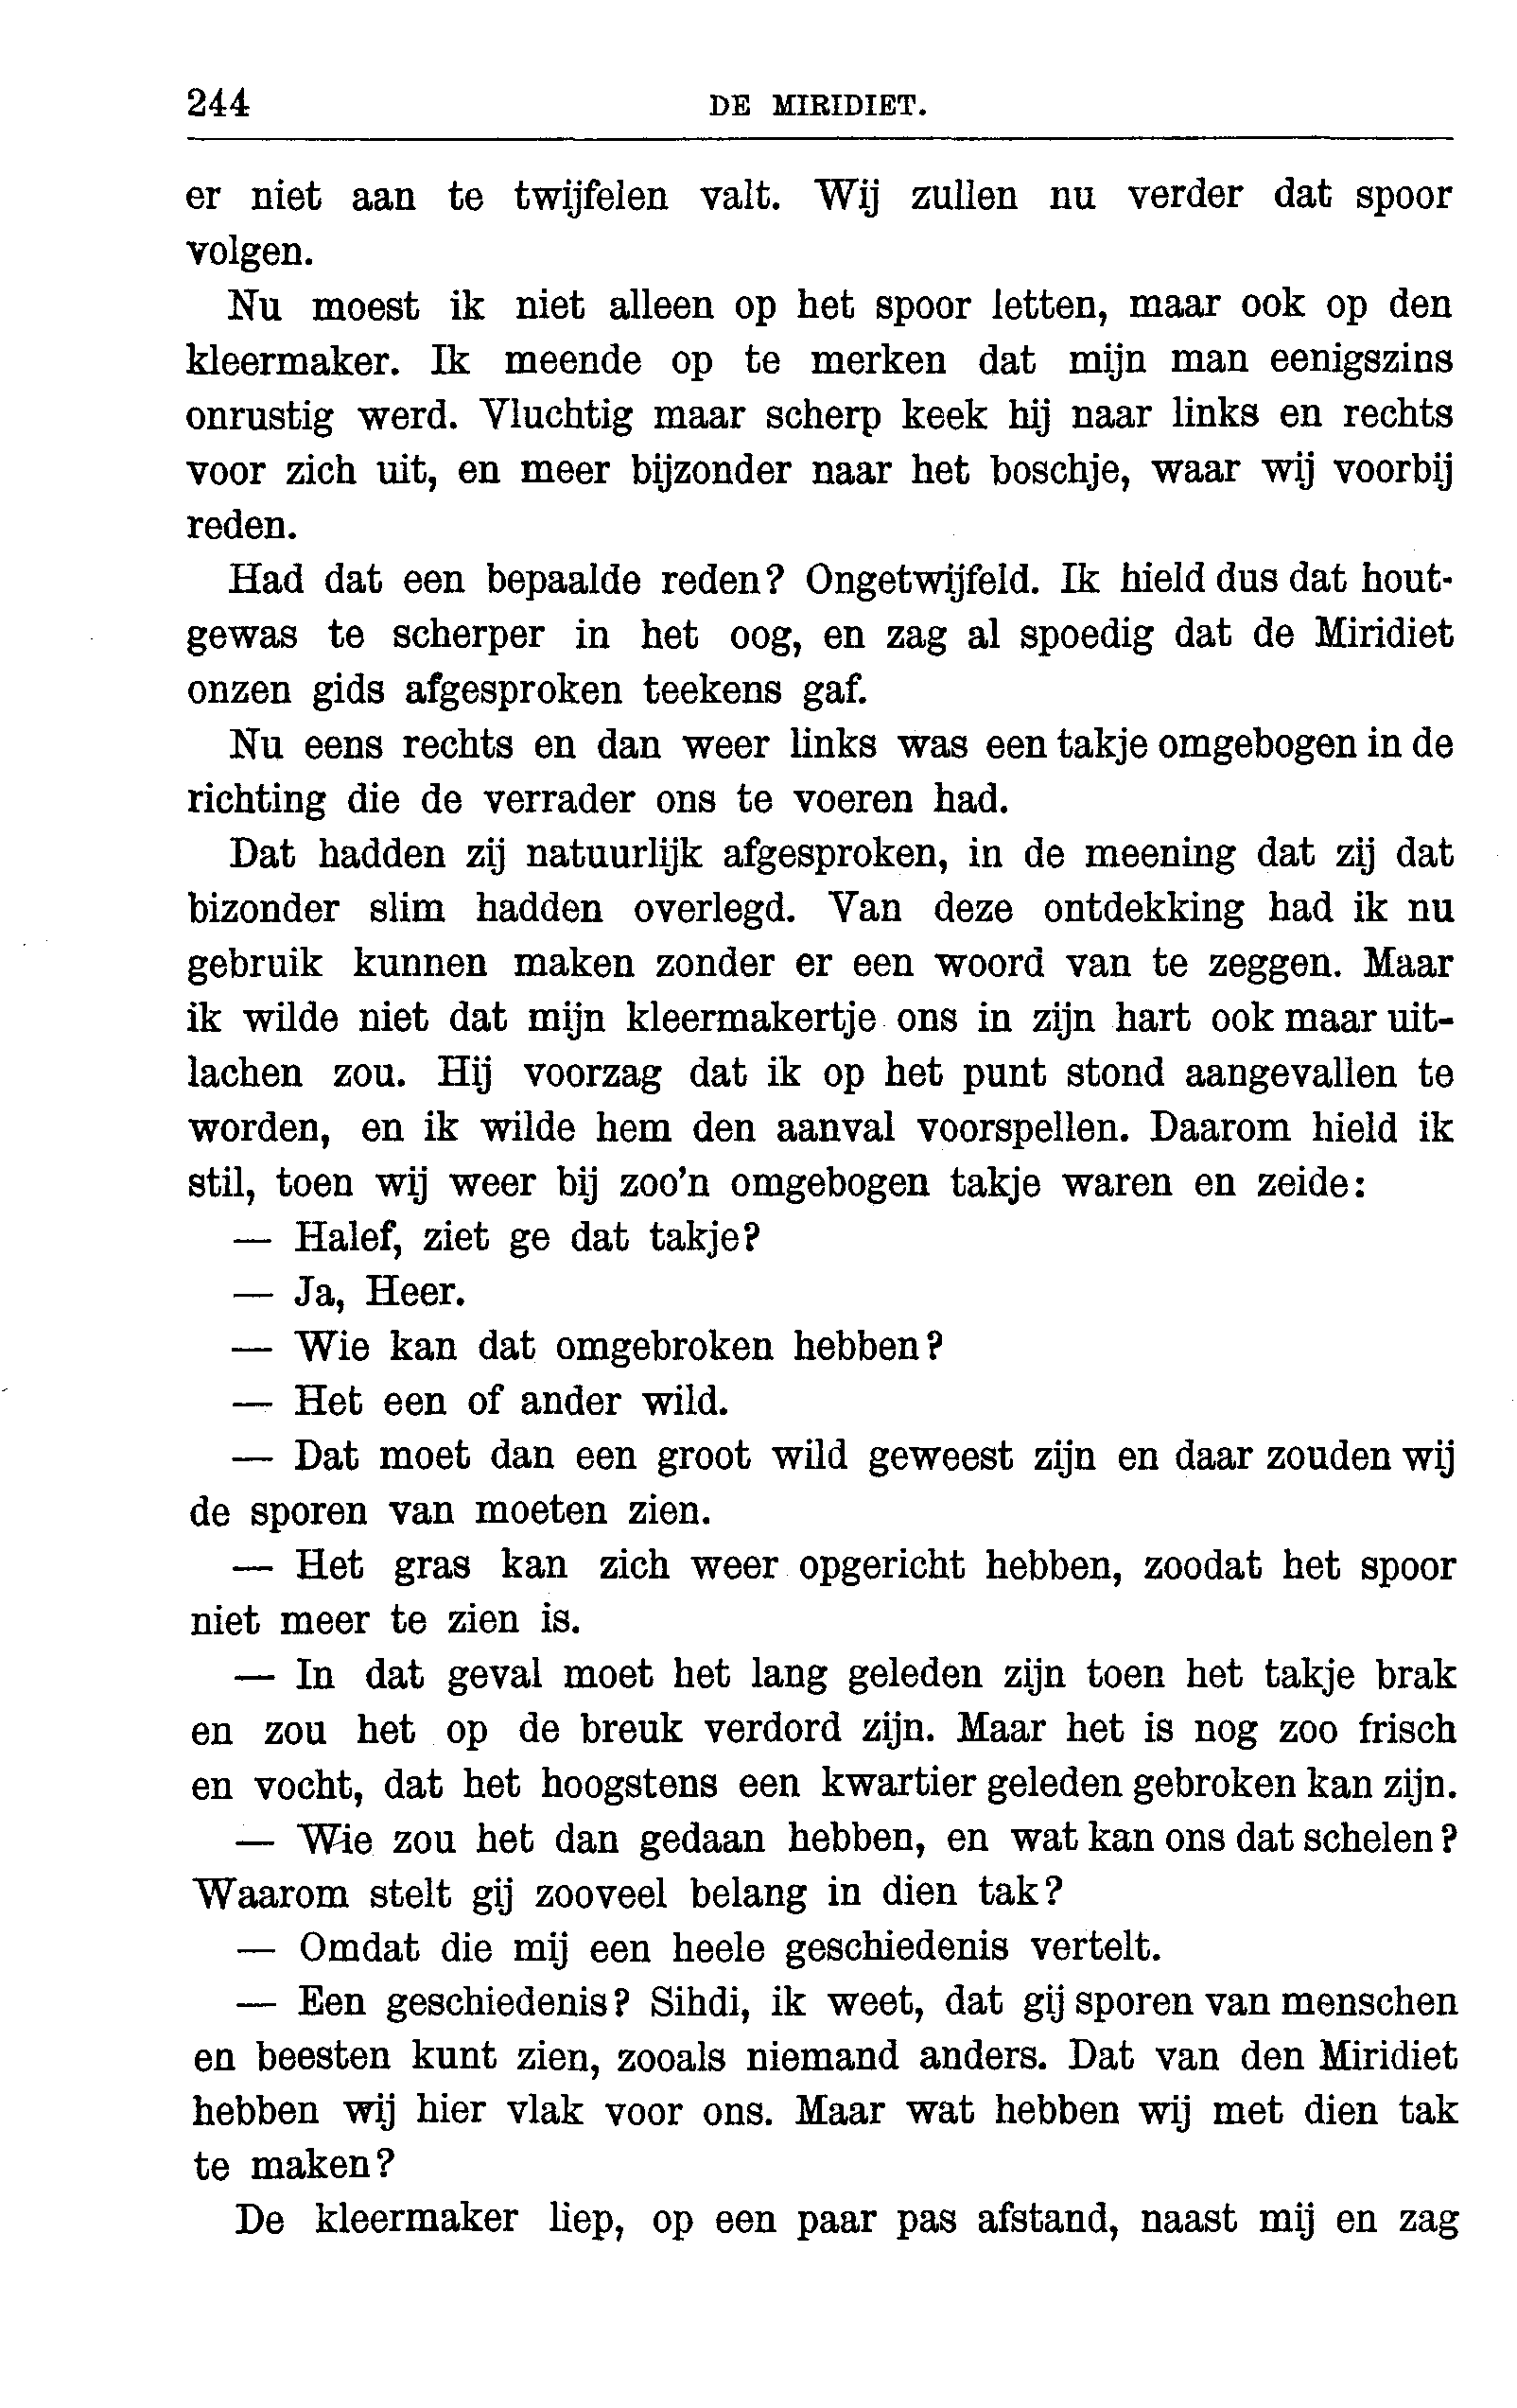 244 DE MIRIDIET.
er niet aan te twijfelen valt. Wij zullen nu verder dat spoor
volgen.
Nu moest ik niet alleen op het spoor letten, maar ook op den
kleermaker. Ik meende op te merken dat mijn man eenigszins
onrustig werd. Vluchtig maar scherp keek hij naar links en rechts
voor zich uit, en meer bijzonder naar het boschje, waar wij voorbij
reden.
Had dat een bepaalde reden? Ongetwijfeld. Ik hield dus dat hout-
gewas te scherper in het oog, en zag al spoedig dat de Miridiet
onzen gids afgesproken teekens gaf.
Nu eens rechts en dan weer links was een takje omgebogen in de
richting die de verrader ons te voeren had.
Dat hadden zij natuurlijk afgesproken, in de meening dat zij dat
bizonder slim hadden overlegd. Van deze ontdekking had ik nu
gebruik kunnen maken zonder er een woord van te zeggen. Maar
ik wilde niet dat mijn kleermakertje ons in zijn hart ook maar uit-
lachen zou. Hij voorzag dat ik op het punt stond aangevallen te
worden, en ik wilde hem den aanval voorspellen. Daarom hield ik
stil, toen wij weer bij zoo'n omgebogen takje waren en zeide:
— Halef, ziet ge dat takje?
— Ja, Heer.
— Wie kan dat omgebroken hebben?
— Het een of ander wild.
— Dat moet dan een groot wild geweest zijn en daar zouden wij
de sporen van moeten zien.
— Het gras kan zich weer opgericht hebben, zoodat het spoor
niet meer te zien is.
— In dat geval moet het lang geleden zijn toen het takje brak
en zou het op de breuk verdord zijn. Maar het is nog zoo frisch
en vocht, dat het hoogstens een kwartier geleden gebroken kan zijn.
— Wie zou het dan gedaan hebben, en wat kan ons dat schelen?
Waarom stelt gij zooveel belang in dien tak?
— Omdat die mij een heele geschiedenis vertelt.
— Een geschiedenis? Sihdi, ik weet, dat gij sporen van menschen
en beesten kunt zien, zooals niemand anders. Dat van den Miridiet
hebben wij hier vlak voor ons. Maar wat hebben wij met dien tak
te maken?
De kleermaker liep, op een paar pas afstand, naast mij en zag